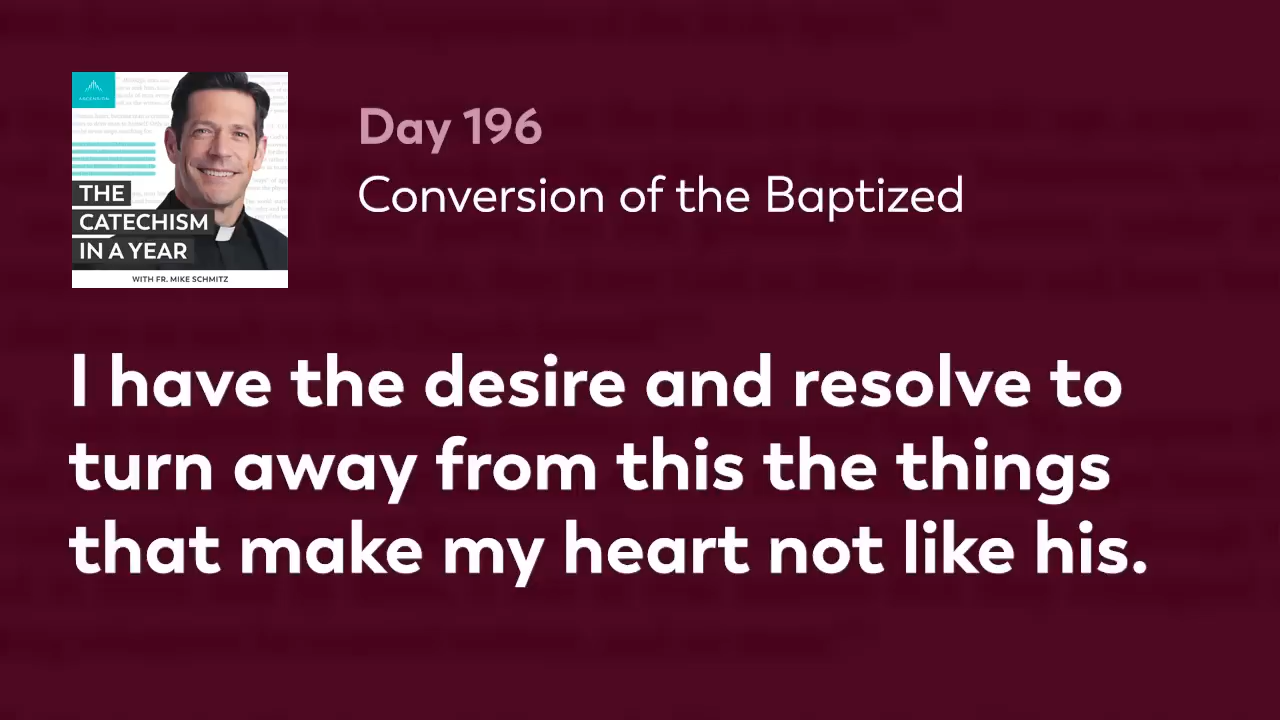 ASCENSION
THE
CATECHISM
IN A YEAR
WITH FR. MIKE SCHMITZ
Day 196
Conversion of the Baptized
I have the desire and resolve to
turn away from this the things
that make my heart not like his.